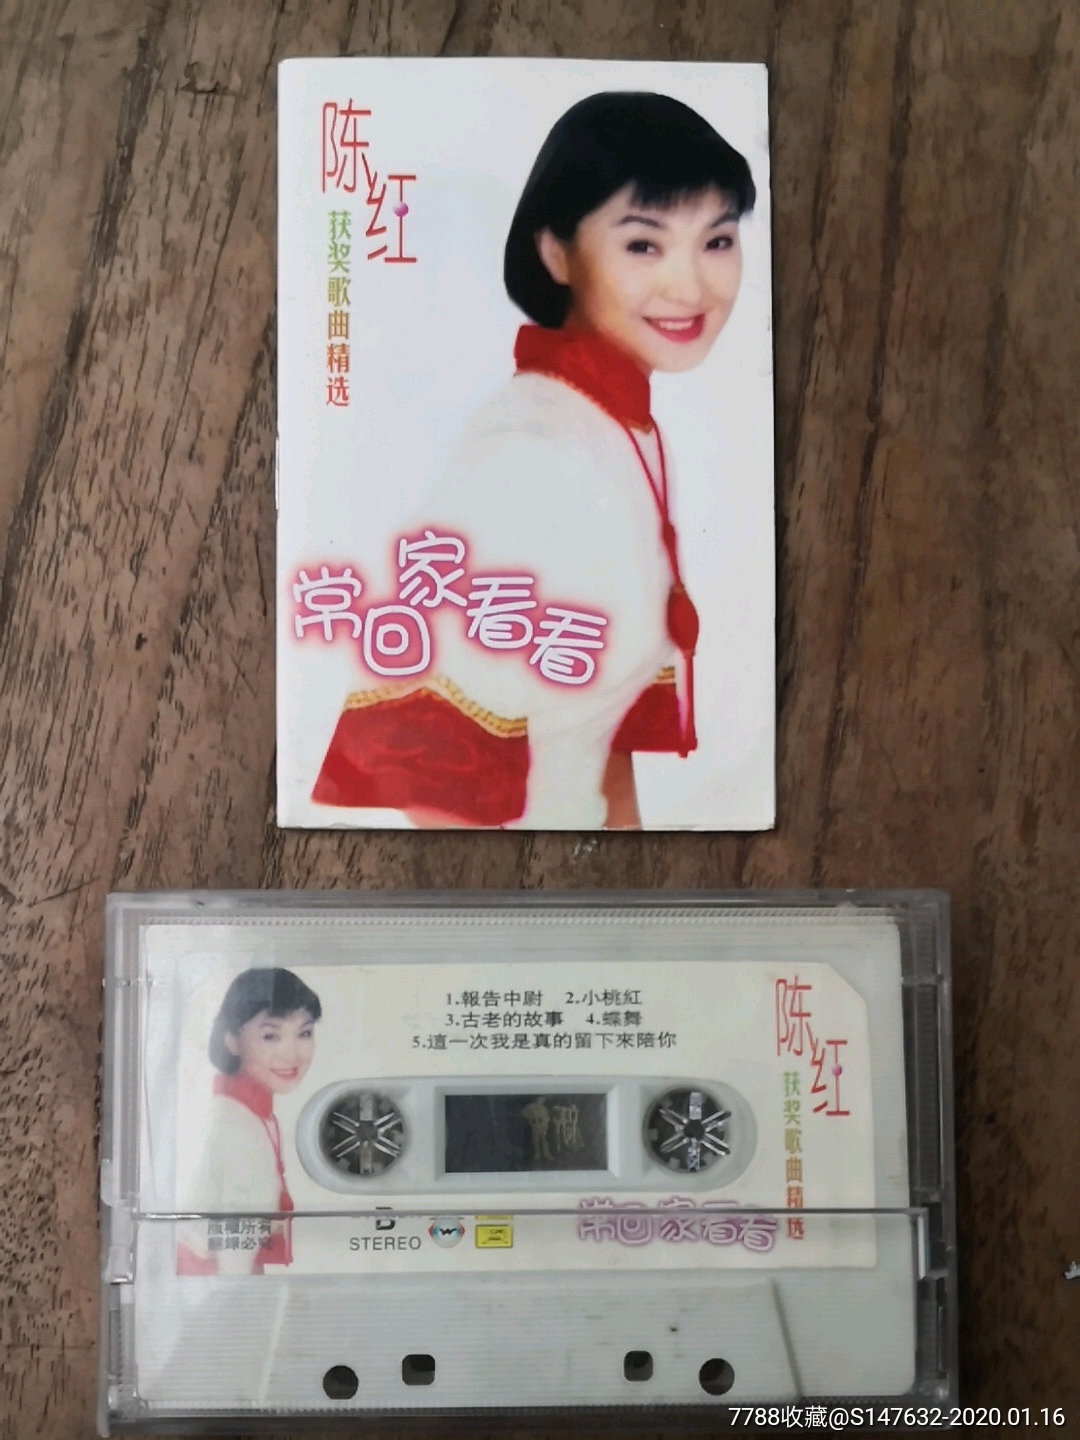 陈红
获奖歌曲精选
常回家看看
1.報告中尉 2.小桃紅
3.古老的故事 4.蝶舞
5.這一次我是真的留下來陪你
陈红
获奖歌曲精选
版權所有
翻錄必究
B
STEREO
常回家看看
7788收藏@S147632-2020.01.16